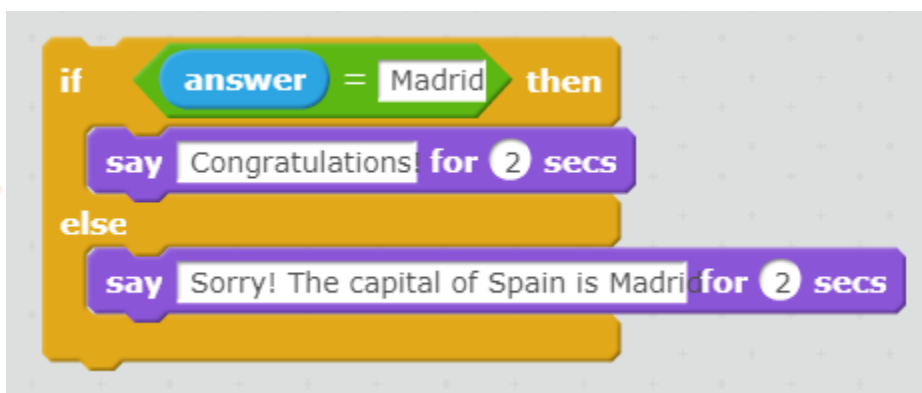 if answer = Madrid then
say Congratulations! for 2 secs
else
say Sorry! The capital of Spain is Madrid for 2 secs